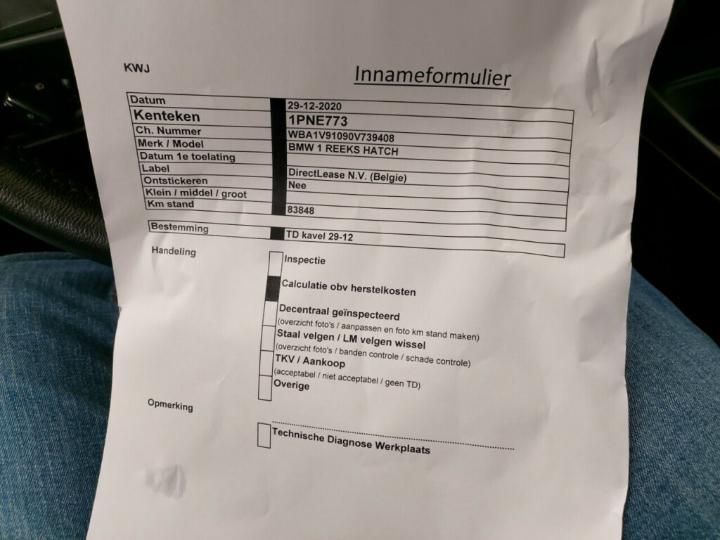 KWJ
Innameformulier
Datum 29-12-2020
Kenteken 1PNE773
Ch. Nummer WBA1V91090V739408
Merk / Model BMW 1 REEKS HATCH
Datum 1e toelating
Label DirectLease N.V. (Belgie)
Ontstickeren Nee
Klein / middel / groot
Km stand 83848
Bestemming TD kavel 29-12
Handeling Inspectie
Calculatie obv herstelkosten
Decentraal geïnspecteerd
(overzicht foto's / aanpassen en foto km stand maken)
Staal velgen / LM velgen wissel
(overzicht foto's / banden controle / schade controle)
TKV / Aankoop
(acceptabel / niet acceptabel / geen TD)
Overige
Opmerking
Technische Diagnose Werkplaats